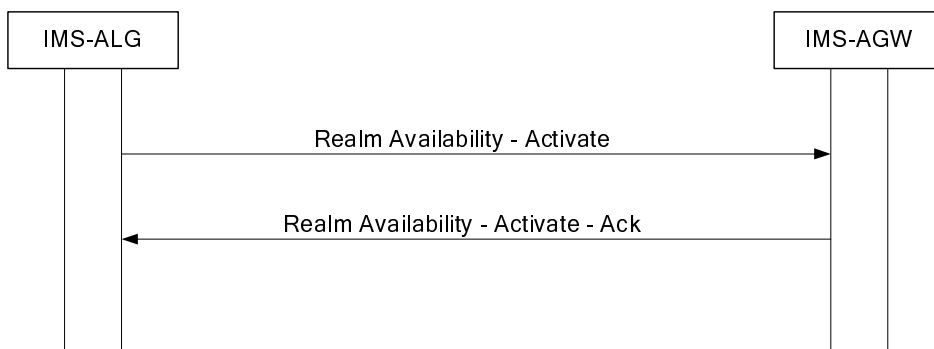 IMS-ALG
IMS-AGW
Realm Availability - Activate
Realm Availability - Activate - Ack